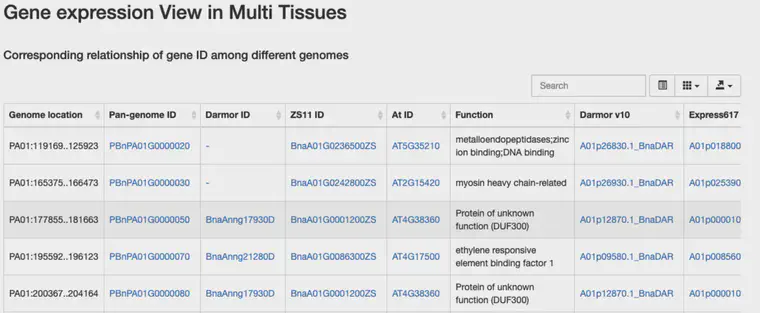 Gene expression View in Multi Tissues
Corresponding relationship of gene ID among different genomes
Search
Genome location Pan-genome ID Darmor ID ZS11 ID At ID Function Darmor v10 Express617
PA01:119169..125923 PBnPA01G0000020 - BnaA01G0236500ZS AT5G35210 metalloendopeptidases;zinc ion binding;DNA binding A01p26830.1_BnaDAR A01p018800
PA01:165375..166473 PBnPA01G0000030 - BnaA01G0242800ZS AT2G15420 myosin heavy chain-related A01p26930.1_BnaDAR A01p025390
PA01:177855..181663 PBnPA01G0000050 BnaAnng17930D BnaA01G0001200ZS AT4G38360 Protein of unknown function (DUF300) A01p12870.1_BnaDAR A01p000010
PA01:195592..196123 PBnPA01G0000070 BnaAnng21280D BnaA01G0086300ZS AT4G17500 ethylene responsive element binding factor 1 A01p09580.1_BnaDAR A01p008560
PA01:200367..204164 PBnPA01G0000080 BnaAnng17930D BnaA01G0001200ZS AT4G38360 Protein of unknown function (DUF300) A01p12870.1_BnaDAR A01p000010